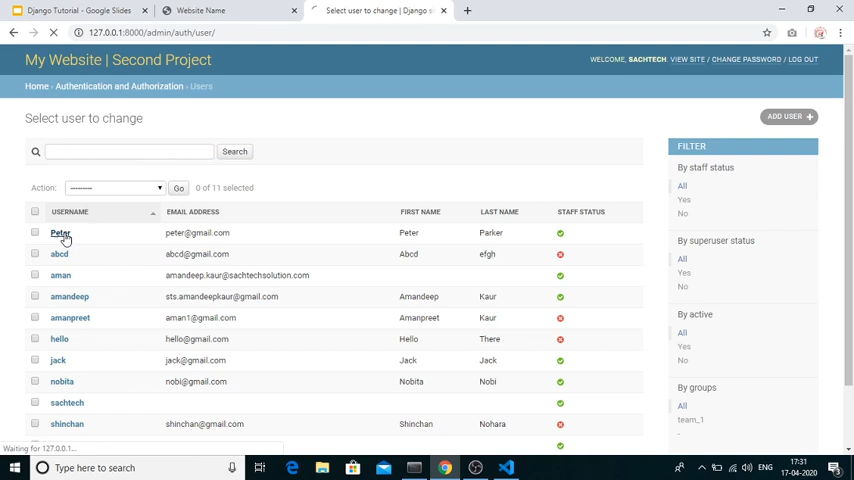 Django Tutorial - Google Slides
Website Name
Select user to change | Django s
127.0.0.1:8000/admin/auth/user/
My Website | Second Project
WELCOME, SACHTECH. VIEW SITE / CHANGE PASSWORD / LOG OUT
Home › Authentication and Authorization › Users
Select user to change
ADD USER +
Search
FILTER
Action: --------- Go 0 of 11 selected
By staff status
All
Yes
No
USERNAME EMAIL ADDRESS FIRST NAME LAST NAME STAFF STATUS
Peter peter@gmail.com Peter Parker
abcd abcd@gmail.com Abcd efgh
aman amandeep.kaur@sachtechsolution.com
amandeep sts.amandeepkaur@gmail.com Amandeep Kaur
amanpreet aman1@gmail.com Amanpreet Kaur
hello hello@gmail.com Hello There
jack jack@gmail.com Jack Jack
nobita nobi@gmail.com Nobita Nobi
sachtech
shinchan shinchan@gmail.com Shinchan Nohara
By superuser status
All
Yes
No
By active
All
Yes
No
By groups
All
team_1
-
Waiting for 127.0.0.1...
Type here to search
ENG
17:31
17-04-2020
3